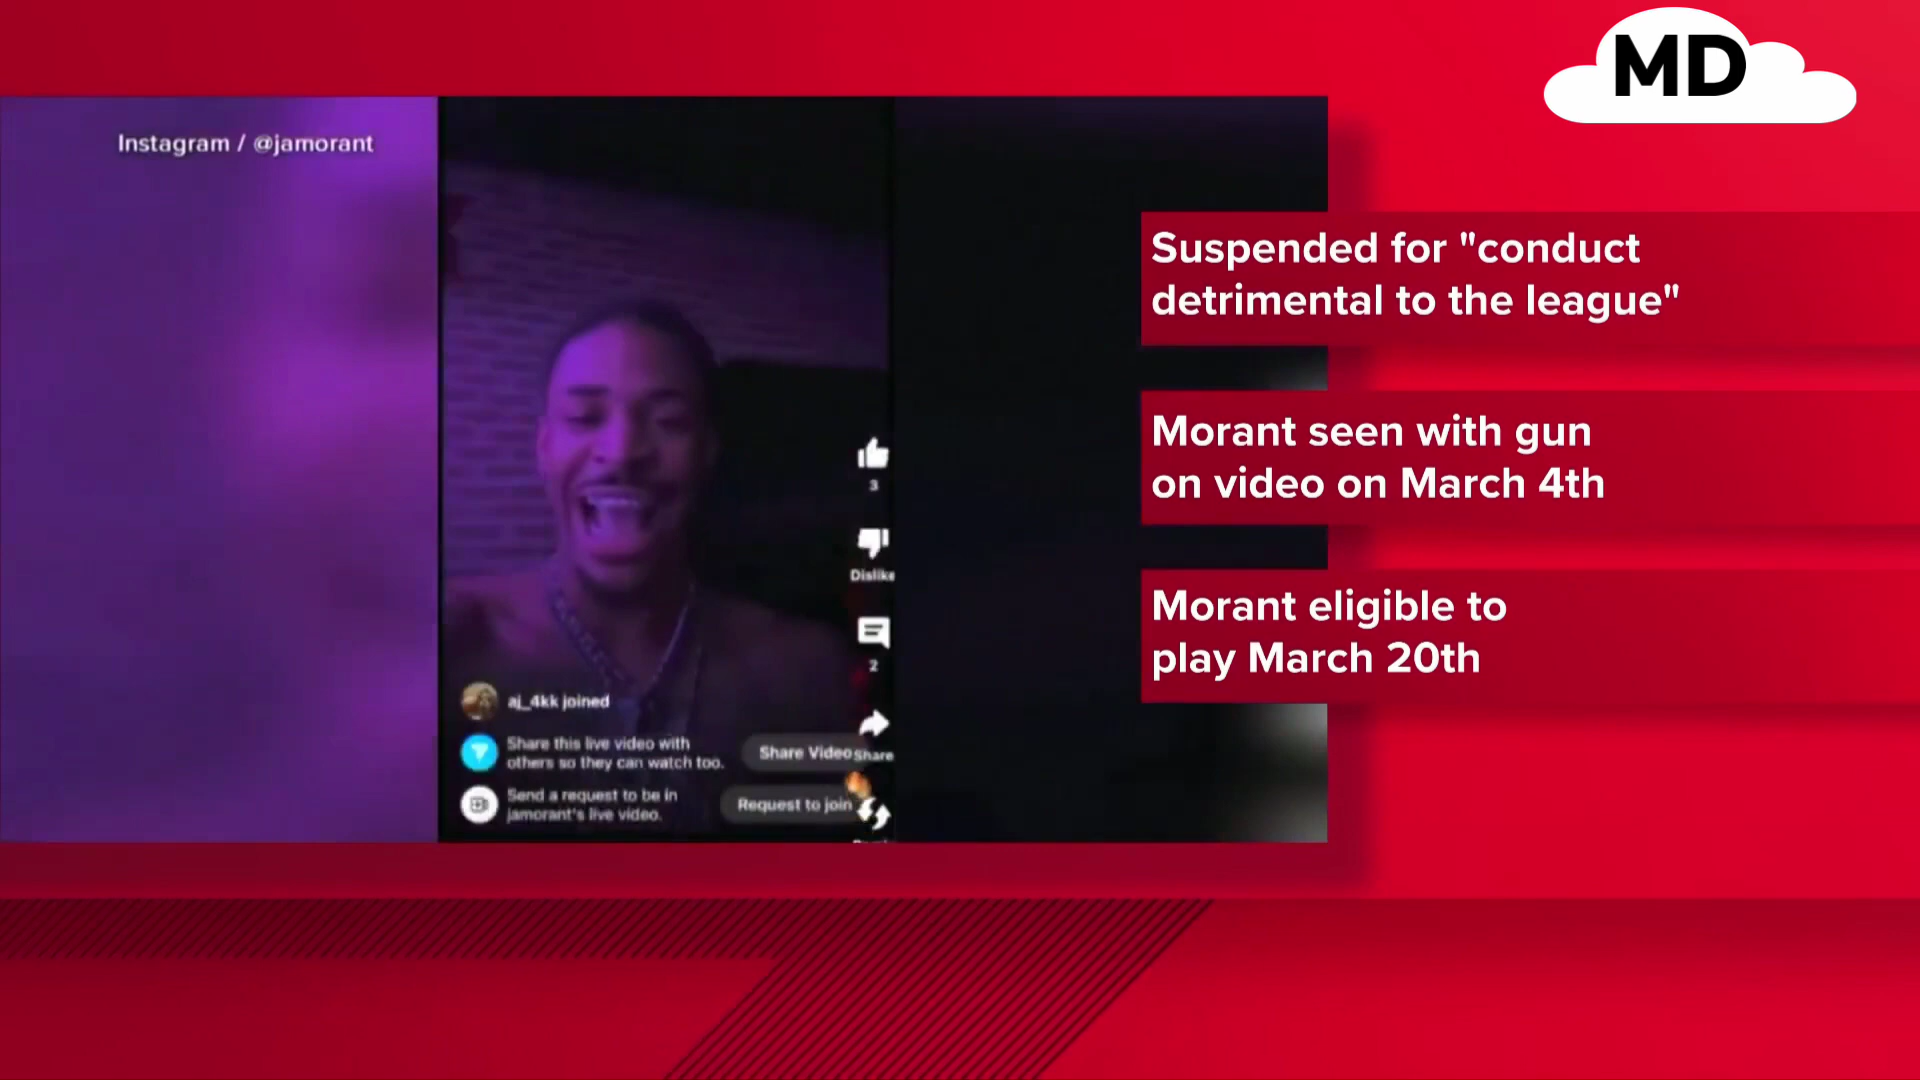 MD
Instagram / @jamorant
Suspended for "conduct
detrimental to the league"
Morant seen with gun
on video on March 4th
Morant eligible to
play March 20th
3
Dislike
2
Share
aj_4kk joined
Share this live video with
others so they can watch too.
Share Video
Send a request to be in
jamorant's live video.
Request to join